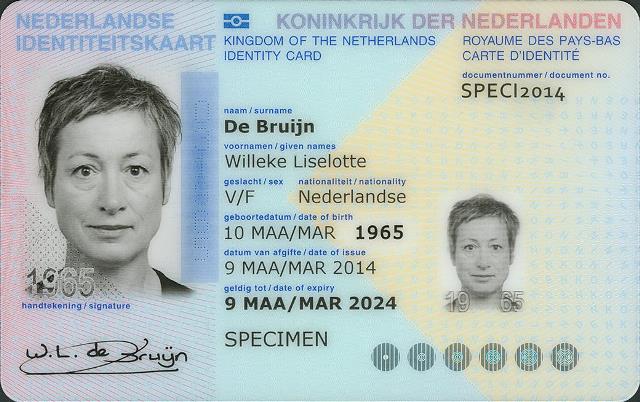 NEDERLANDSE
IDENTITEITSKAART
KONINKRIJK DER NEDERLANDEN
KINGDOM OF THE NETHERLANDS
IDENTITY CARD
ROYAUME DES PAYS-BAS
CARTE D'IDENTITÉ
documentnummer / document no.
SPECI2014
naam / surname
De Bruijn
voornamen / given names
Willeke Liselotte
geslacht / sex nationaliteit / nationality
V/F Nederlandse
geboortedatum / date of birth
10 MAA/MAR 1965
datum van afgifte / date of issue
9 MAA/MAR 2014
geldig tot / date of expiry
9 MAA/MAR 2024
SPECIMEN
1965
handtekening / signature
W.L. de Bruijn
19 65